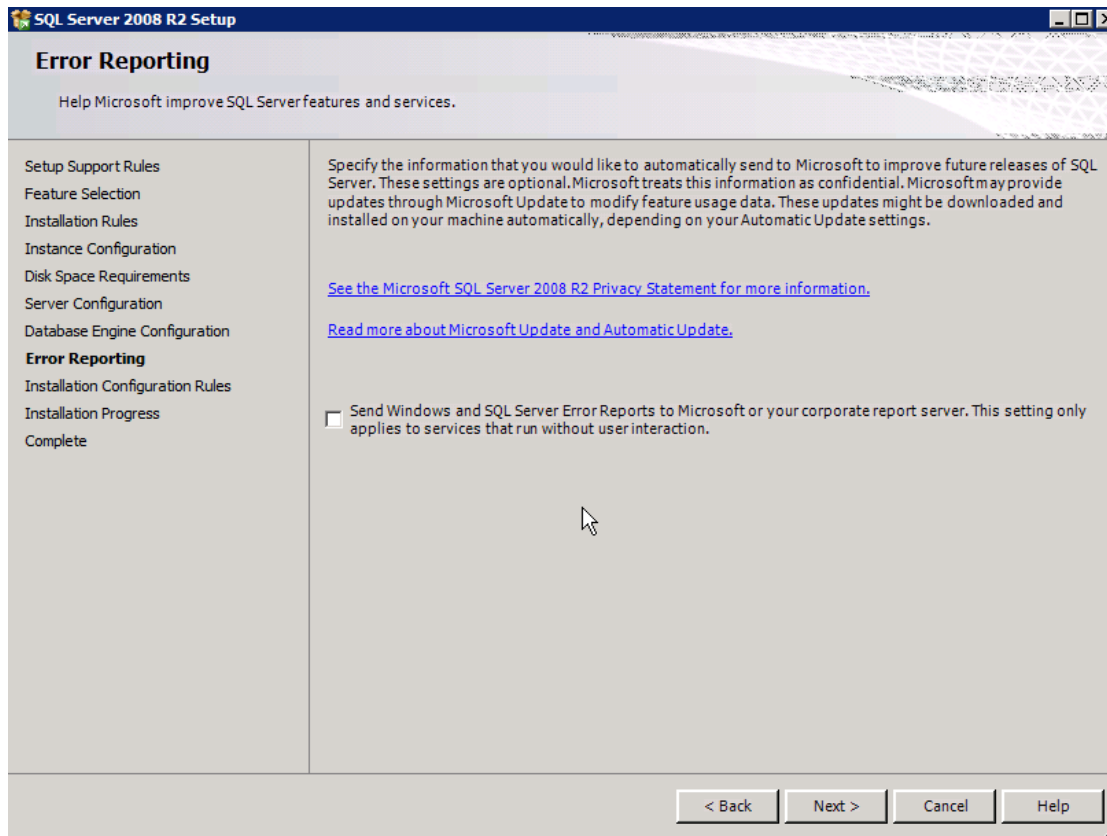 SQL Server 2008 R2 Setup
Error Reporting
Help Microsoft improve SQL Server features and services.
Setup Support Rules
Feature Selection
Installation Rules
Instance Configuration
Disk Space Requirements
Server Configuration
Database Engine Configuration
Error Reporting
Installation Configuration Rules
Installation Progress
Complete
Specify the information that you would like to automatically send to Microsoft to improve future releases of SQL
Server. These settings are optional. Microsoft treats this information as confidential. Microsoft may provide
updates through Microsoft Update to modify feature usage data. These updates might be downloaded and
installed on your machine automatically, depending on your Automatic Update settings.
See the Microsoft SQL Server 2008 R2 Privacy Statement for more information.
Read more about Microsoft Update and Automatic Update.
Send Windows and SQL Server Error Reports to Microsoft or your corporate report server. This setting only
applies to services that run without user interaction.
< Back
Next >
Cancel
Help